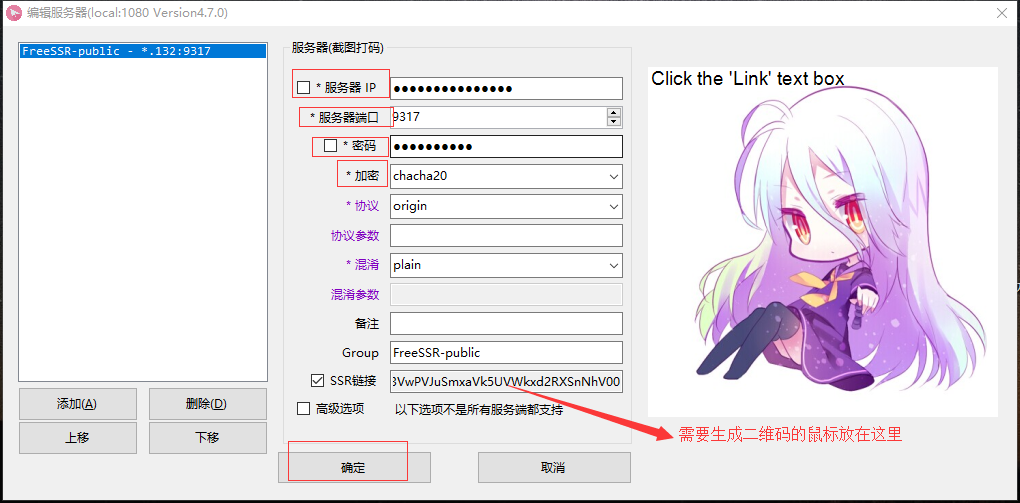 编辑服务器(local:1080 Version4.7.0)
FreeSSR-public - *.132:9317
添加(A)
删除(D)
上移
下移
服务器(截图打码)
* 服务器 IP
●●●●●●●●●●●●●●●
* 服务器端口
9317
* 密码
●●●●●●●●●●
* 加密
chacha20
* 协议
origin
协议参数
* 混淆
plain
混淆参数
备注
Group
FreeSSR-public
SSR链接
3VwPVJuSmxaVk5UVWkxd2RXSnNhV00
高级选项
以下选项不是所有服务端都支持
确定
取消
Click the 'Link' text box
需要生成二维码的鼠标放在这里